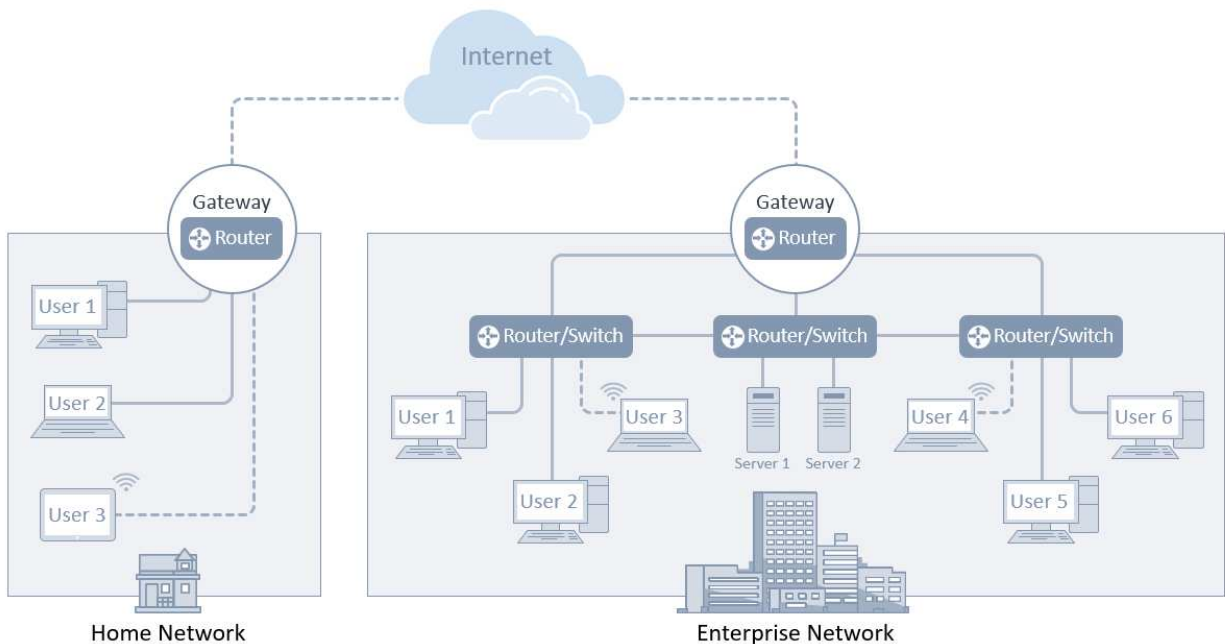 Internet
Gateway
Router
Gateway
Router
User 1
User 2
User 3
Router/Switch
Router/Switch
Router/Switch
User 1
User 3
User 4
User 6
Server 1
Server 2
User 2
User 5
Home Network
Enterprise Network